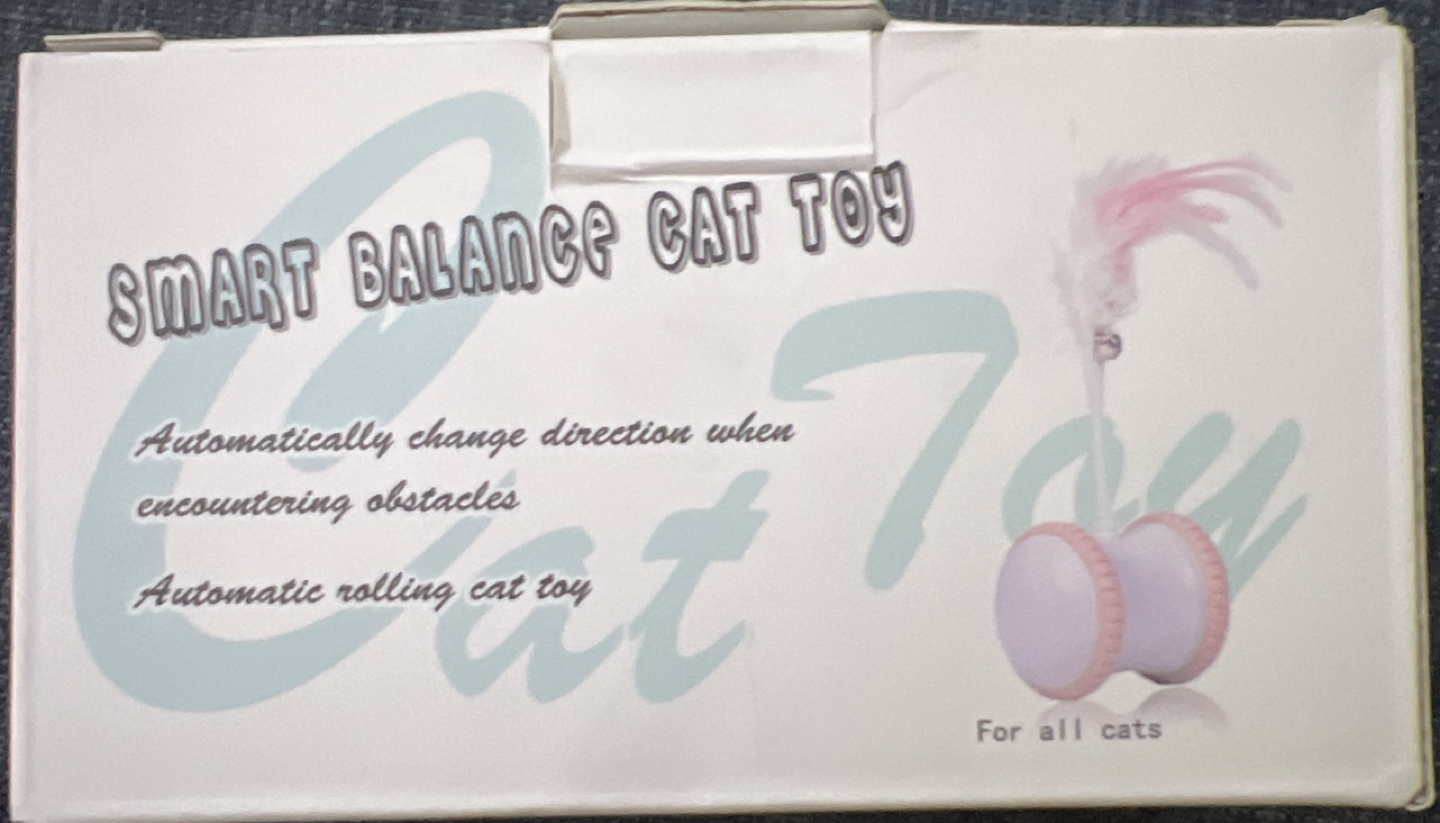 SMART BALANCE CAT TOY
Cat Toy
Automatically change direction when
encountering obstacles
Automatic rolling cat toy
For all cats